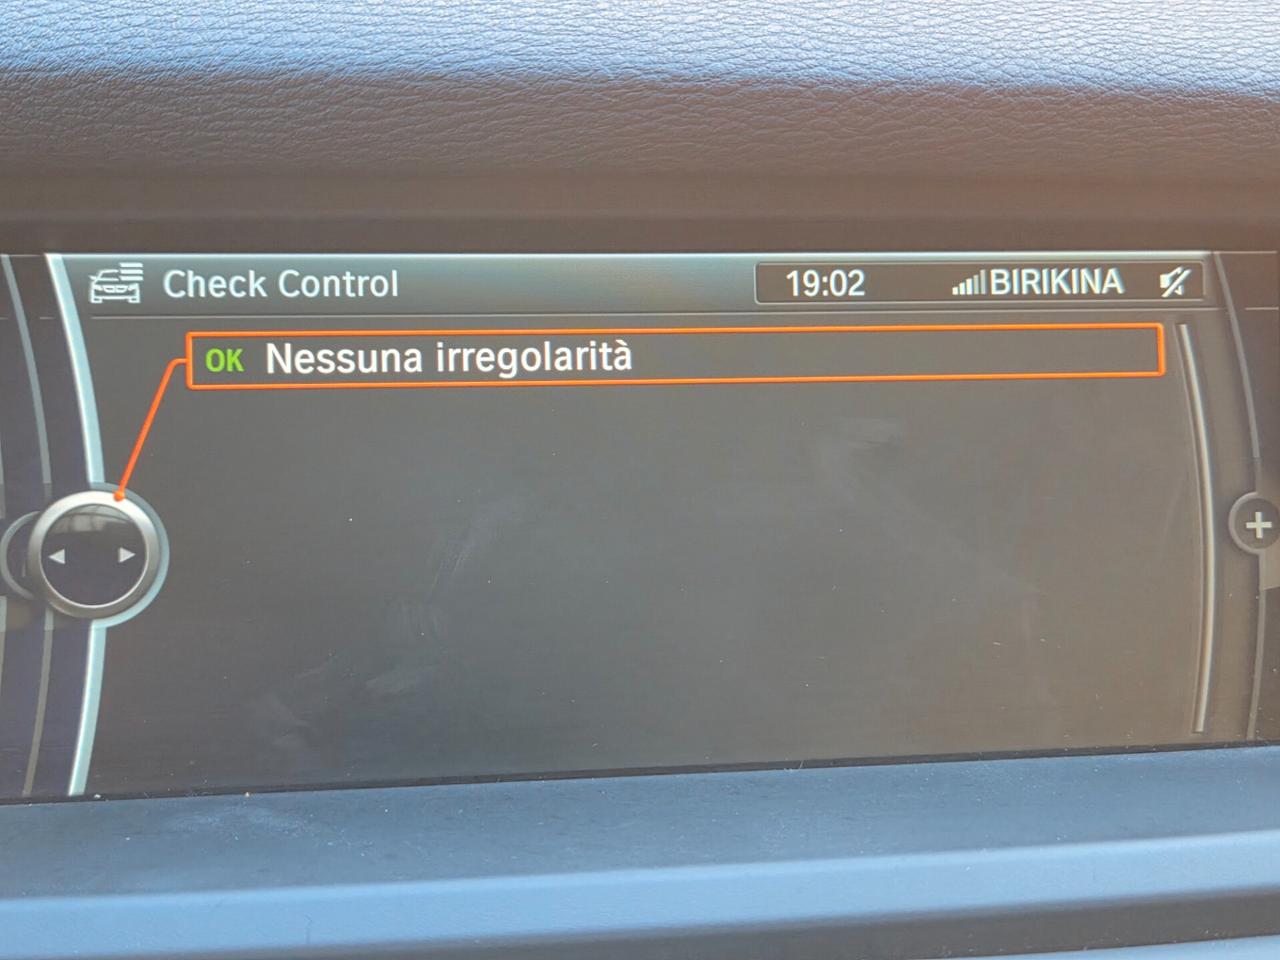 Check Control
19:02
BIRIKINA
OK Nessuna irregolarità